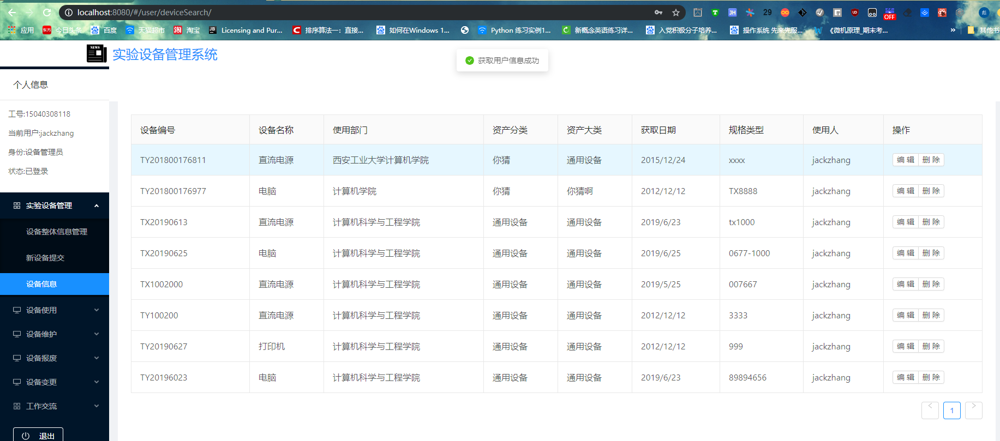 localhost:8080/#/user/deviceSearch/
29
OFF
应用 今日头条 百度 天猫超市 淘宝 Licensing and Pur... 排序算法一：直接... 如何在Windows 1... Python 练习实例1... 新概念英语练习详... 入党积极分子培养... 操作系统 先来先服... 《微机原理_期末考... » 其他书
NEWS
实验设备管理系统
获取用户信息成功
个人信息
工号:15040308118
当前用户:jackzhang
身份:设备管理员
状态:已登录
实验设备管理
设备整体信息管理
新设备提交
设备信息
设备使用
设备维护
设备报废
设备变更
工作交流
退出
设备编号 设备名称 使用部门 资产分类 资产大类 获取日期 规格类型 使用人 操作
TY201800176811 直流电源 西安工业大学计算机学院 你猜 通用设备 2015/12/24 xxxx jackzhang 编 辑 删 除
TY201800176977 电脑 计算机学院 你猜 你猜啊 2012/12/12 TX8888 jackzhang 编 辑 删 除
TX20190613 直流电源 计算机科学与工程学院 通用设备 通用设备 2019/6/23 tx1000 jackzhang 编 辑 删 除
TX20190625 电脑 计算机科学与工程学院 通用设备 通用设备 2019/6/25 0677-1000 jackzhang 编 辑 删 除
TX1002000 直流电源 计算机科学与工程学院 通用设备 通用设备 2019/5/25 007667 jackzhang 编 辑 删 除
TY100200 直流电源 计算机科学与工程学院 通用设备 通用设备 2012/12/12 3333 jackzhang 编 辑 删 除
TY20190627 打印机 计算机科学与工程学院 通用设备 通用设备 2012/12/12 999 jackzhang 编 辑 删 除
TY20196023 电脑 计算机科学与工程学院 通用设备 通用设备 2019/6/23 89894656 jackzhang 编 辑 删 除
< 1 >